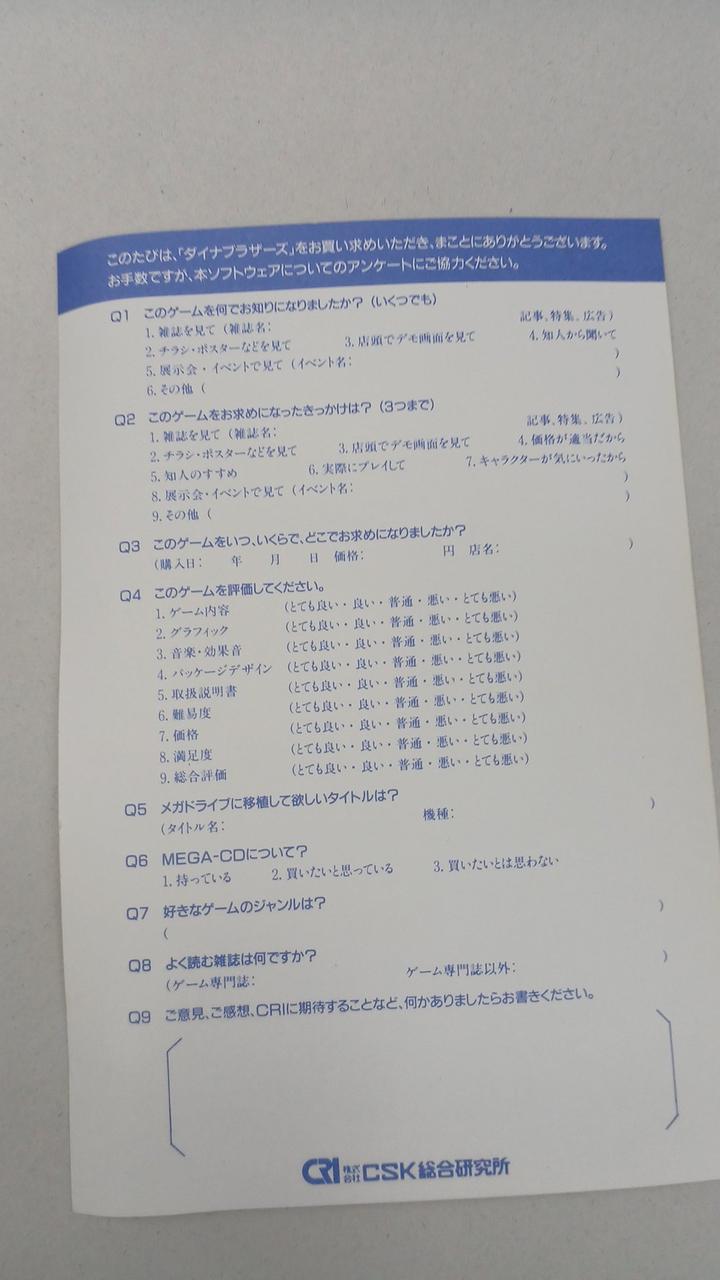 このたびは、「ダイナブラザーズ」をお買い求めいただき、まことにありがとうございます。
お手数ですが、本ソフトウェアについてのアンケートにご協力ください。
Q1 このゲームを何でお知りになりましたか？（いくつでも）
1. 雑誌を見て（雑誌名： 記事、特集、広告）
2. チラシ・ポスターなどを見て 3. 店頭でデモ画面を見て 4. 知人から聞いて
5. 展示会・イベントで見て（イベント名： ）
6. その他（ ）
Q2 このゲームをお求めになったきっかけは？（3つまで）
1. 雑誌を見て（雑誌名： 記事、特集、広告）
2. チラシ・ポスターなどを見て 3. 店頭でデモ画面を見て 4. 価格が適当だから
5. 知人のすすめ 6. 実際にプレイして 7. キャラクターが気にいったから
8. 展示会・イベントで見て（イベント名： ）
9. その他（ ）
Q3 このゲームをいつ、いくらで、どこでお求めになりましたか？
（購入日： 年 月 日 価格： 円 店名： ）
Q4 このゲームを評価してください。
1. ゲーム内容 （とても良い・良い・普通・悪い・とても悪い）
2. グラフィック （とても良い・良い・普通・悪い・とても悪い）
3. 音楽・効果音 （とても良い・良い・普通・悪い・とても悪い）
4. パッケージデザイン （とても良い・良い・普通・悪い・とても悪い）
5. 取扱説明書 （とても良い・良い・普通・悪い・とても悪い）
6. 難易度 （とても良い・良い・普通・悪い・とても悪い）
7. 価格 （とても良い・良い・普通・悪い・とても悪い）
8. 満足度 （とても良い・良い・普通・悪い・とても悪い）
9. 総合評価 （とても良い・良い・普通・悪い・とても悪い）
Q5 メガドライブに移植して欲しいタイトルは？
（タイトル名： 機種： ）
Q6 MEGA-CDについて？
1. 持っている 2. 買いたいと思っている 3. 買いたいとは思わない
Q7 好きなゲームのジャンルは？
（ ）
Q8 よく読む雑誌は何ですか？
（ゲーム専門誌： ゲーム専門誌以外： ）
Q9 ご意見、ご感想、CRIに期待することなど、何かありましたらお書きください。
CRI 株式会社CSK総合研究所